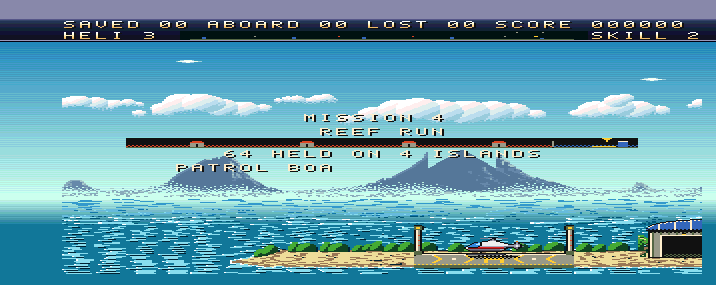 SAVED 00 ABOARD 00 LOST 00 SCORE 000000
HELI 3 SKILL 2
MISSION 4
REEF RUN
64 HELD ON 4 ISLANDS
PATROL BOA